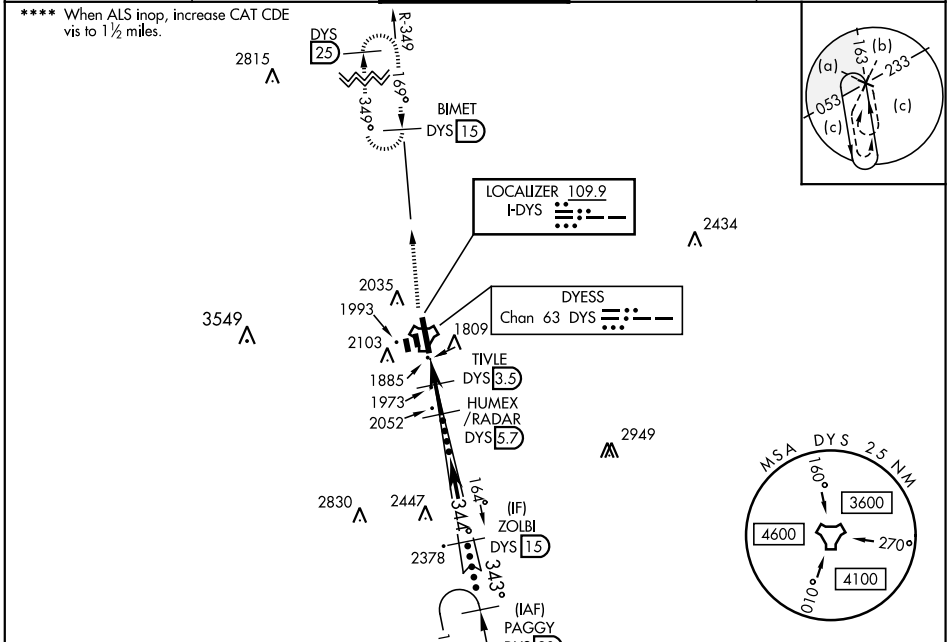 **** When ALS inop, increase CAT CDE
vis to 1½ miles.
DYS
25
R-349
2815
169°
349°
BIMET
DYS 15
163
(a)
(b)
233
053
(c)
(c)
LOCALIZER 109.9
I-DYS
2434
2035
1993
DYESS
Chan 63 DYS
3549
2103
1809
1885
TIVLE
DYS 3.5
1973
2052
HUMEX
/RADAR
DYS 5.7
2949
MSA DYS 25 NM
160°
3600
4600
270°
010°
4100
2830
2447
164°
344°
(IF)
ZOLBI
DYS 15
2378
343°
(IAF)
PAGGY